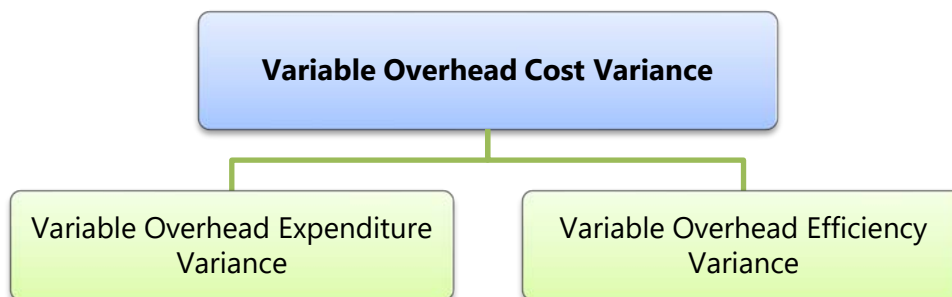 Variable Overhead Cost Variance
Variable Overhead Expenditure
Variance
Variable Overhead Efficiency
Variance